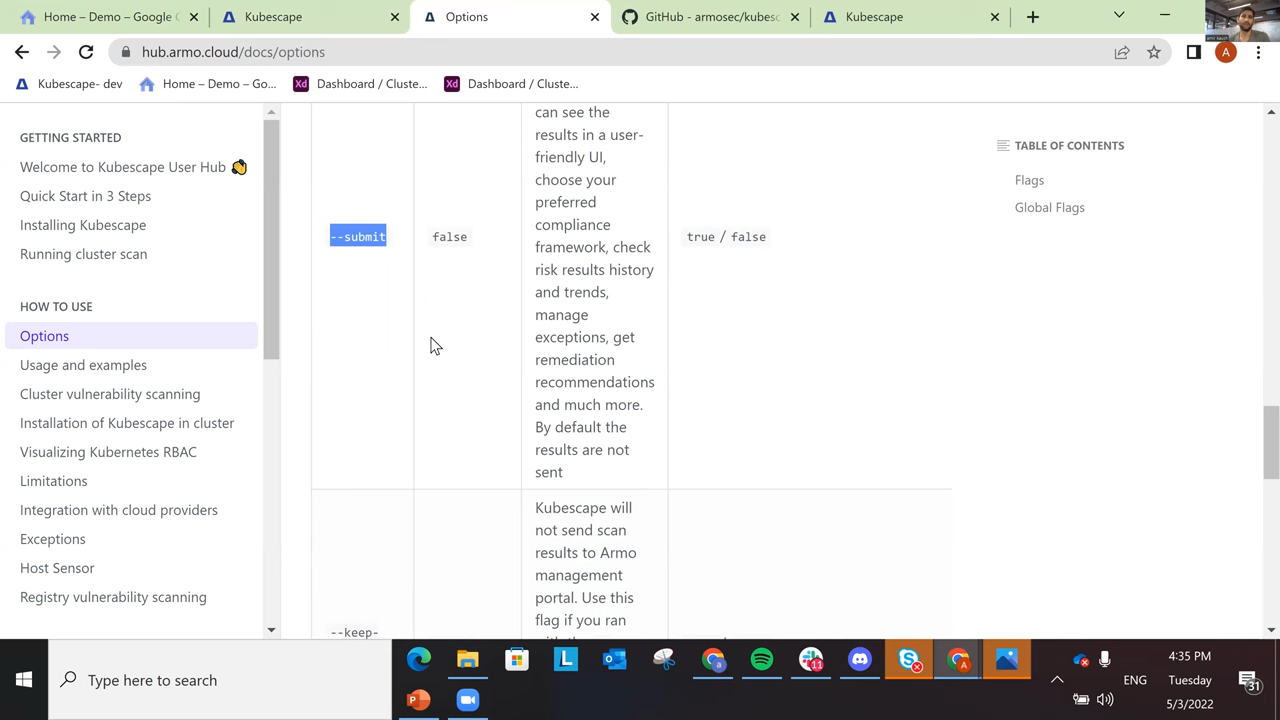 Home – Demo – Google C
Kubescape
Options
GitHub - armosec/kubesc
Kubescape
hub.armo.cloud/docs/options
A
Kubescape- dev
Home – Demo – Go...
Xd
Dashboard / Cluste...
Xd
Dashboard / Cluste...
GETTING STARTED
Welcome to Kubescape User Hub
Quick Start in 3 Steps
Installing Kubescape
Running cluster scan
HOW TO USE
Options
Usage and examples
Cluster vulnerability scanning
Installation of Kubescape in cluster
Visualizing Kubernetes RBAC
Limitations
Integration with cloud providers
Exceptions
Host Sensor
Registry vulnerability scanning
--submit
false
can see the
results in a user-
friendly UI,
choose your
preferred
compliance
framework, check
risk results history
and trends,
manage
exceptions, get
remediation
recommendations
and much more.
By default the
results are not
sent
true / false
--keep-
Kubescape will
not send scan
results to Armo
management
portal. Use this
flag if you ran
TABLE OF CONTENTS
Flags
Global Flags
Type here to search
L
a
11
A
ENG
4:35 PM
Tuesday
5/3/2022
31